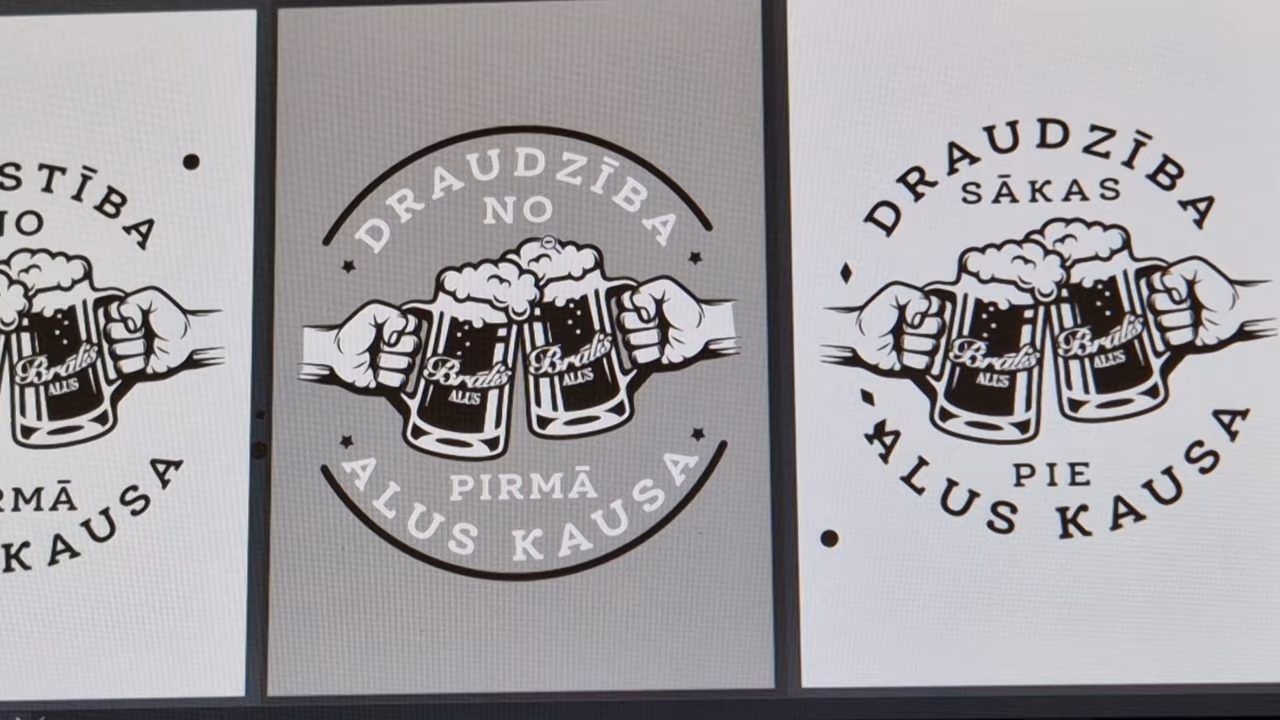 STĪBA
NO
Brālis
ALUS
RMĀ
KAUSA
DRAUDZĪBA
NO
Brālis
ALUS
Brālis
ALUS
PIRMĀ
ALUS KAUSA
DRAUDZĪBA
SĀKAS
Brālis
ALUS
Brālis
ALUS
PIE
ALUS KAUSA